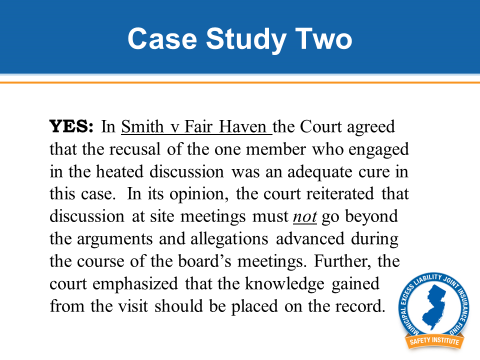 Case Study Two
YES: In Smith v Fair Haven the Court agreed
that the recusal of the one member who engaged
in the heated discussion was an adequate cure in
this case.  In its opinion, the court reiterated that
discussion at site meetings must not go beyond
the arguments and allegations advanced during
the course of the board’s meetings. Further, the
court emphasized that the knowledge gained
from the visit should be placed on the record.
MUNICIPAL EXCESS LIABILITY JOINT INSURANCE FUND
SAFETY INSTITUTE